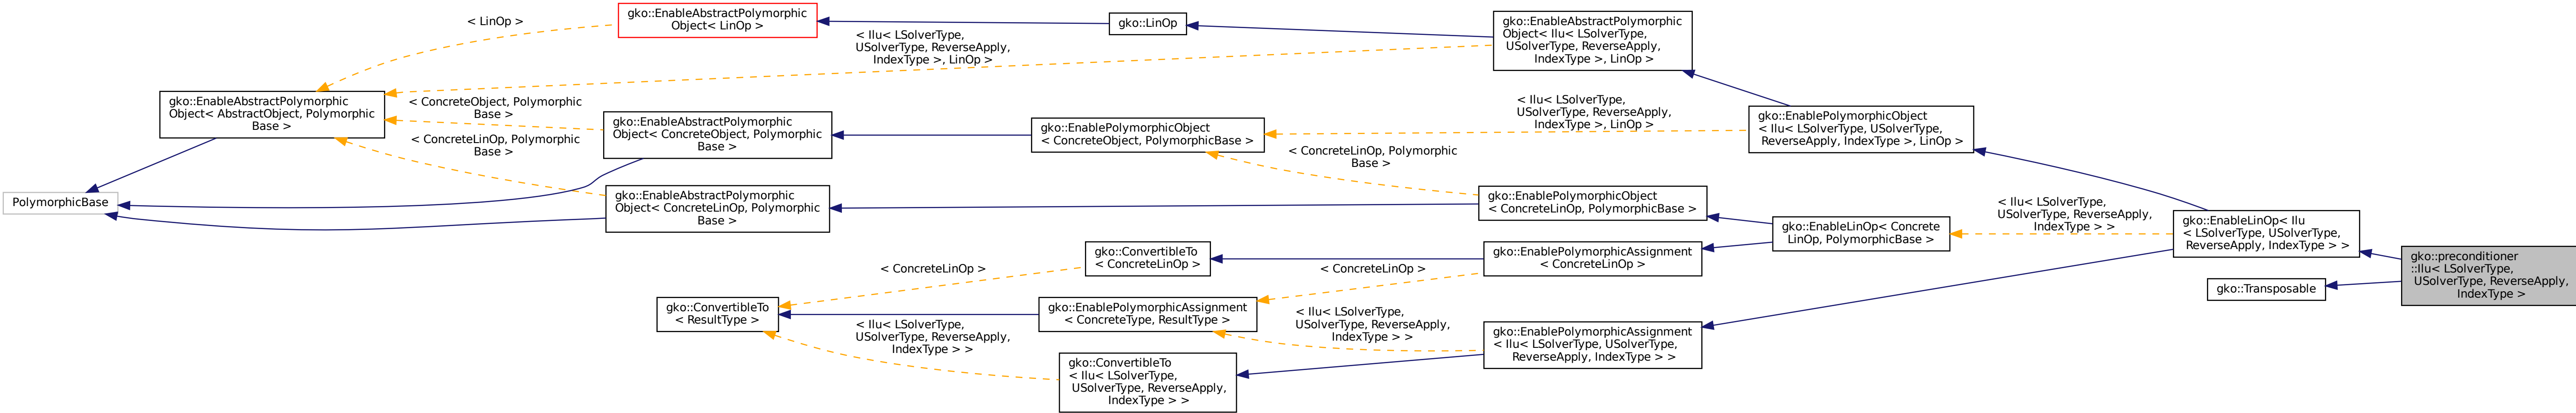 < LinOp >
gko::EnableAbstractPolymorphic
Object< LinOp >
gko::LinOp
gko::EnableAbstractPolymorphic
Object< Ilu< LSolverType,
USolverType, ReverseApply,
IndexType >, LinOp >
< Ilu< LSolverType,
USolverType, ReverseApply,
IndexType >, LinOp >
gko::EnableAbstractPolymorphic
Object< AbstractObject, Polymorphic
Base >
< ConcreteObject, Polymorphic
Base >
< ConcreteLinOp, Polymorphic
Base >
gko::EnableAbstractPolymorphic
Object< ConcreteObject, Polymorphic
Base >
gko::EnablePolymorphicObject
< ConcreteObject, PolymorphicBase >
< Ilu< LSolverType,
USolverType, ReverseApply,
IndexType >, LinOp >
gko::EnablePolymorphicObject
< Ilu< LSolverType, USolverType,
ReverseApply, IndexType >, LinOp >
< ConcreteLinOp, Polymorphic
Base >
PolymorphicBase
gko::EnableAbstractPolymorphic
Object< ConcreteLinOp, Polymorphic
Base >
gko::EnablePolymorphicObject
< ConcreteLinOp, PolymorphicBase >
gko::EnableLinOp< Concrete
LinOp, PolymorphicBase >
< Ilu< LSolverType,
USolverType, ReverseApply,
IndexType > >
gko::EnableLinOp< Ilu
< LSolverType, USolverType,
ReverseApply, IndexType > >
gko::preconditioner
::Ilu< LSolverType,
USolverType, ReverseApply,
IndexType >
gko::Transposable
< ConcreteLinOp >
gko::ConvertibleTo
< ConcreteLinOp >
< ConcreteLinOp >
gko::EnablePolymorphicAssignment
< ConcreteLinOp >
gko::ConvertibleTo
< ResultType >
gko::EnablePolymorphicAssignment
< ConcreteType, ResultType >
< Ilu< LSolverType,
USolverType, ReverseApply,
IndexType > >
< Ilu< LSolverType,
USolverType, ReverseApply,
IndexType > >
gko::EnablePolymorphicAssignment
< Ilu< LSolverType, USolverType,
ReverseApply, IndexType > >
gko::ConvertibleTo
< Ilu< LSolverType,
USolverType, ReverseApply,
IndexType > >